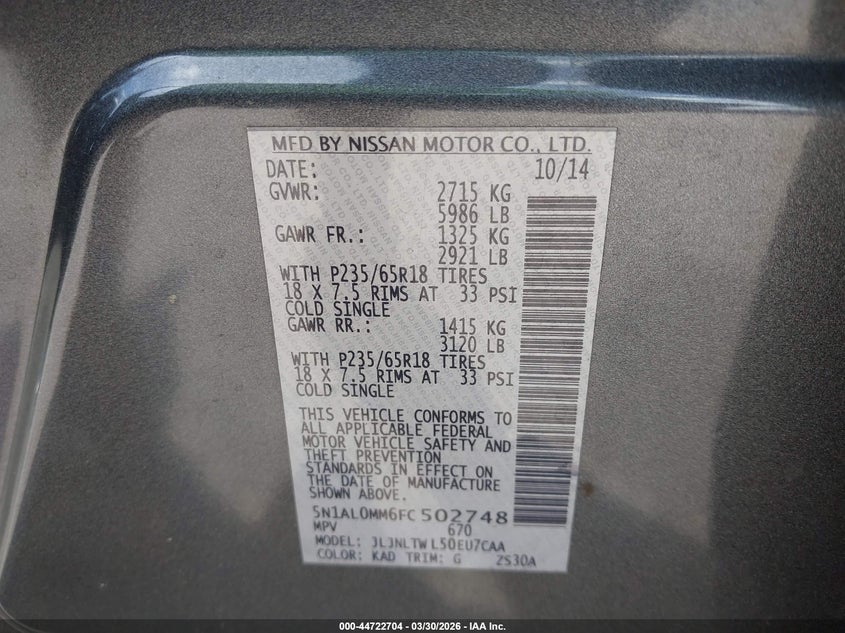 MFD BY NISSAN MOTOR CO., LTD.
DATE: 10/14
GVWR: 2715 KG
5986 LB
GAWR FR.: 1325 KG
2921 LB
WITH P235/65R18 TIRES
18 X 7.5 RIMS AT 33 PSI
COLD SINGLE
GAWR RR.: 1415 KG
3120 LB
WITH P235/65R18 TIRES
18 X 7.5 RIMS AT 33 PSI
COLD SINGLE
THIS VEHICLE CONFORMS TO
ALL APPLICABLE FEDERAL
MOTOR VEHICLE SAFETY AND
THEFT PREVENTION
STANDARDS IN EFFECT ON
THE DATE OF MANUFACTURE
SHOWN ABOVE.
5N1AL0MM6FC502748
MPV 670
MODEL: JLJNLTW L50EU7CAA
COLOR: KAD TRIM: G 2S30A
000-44722704 — 03/30/2026 - IAA Inc.